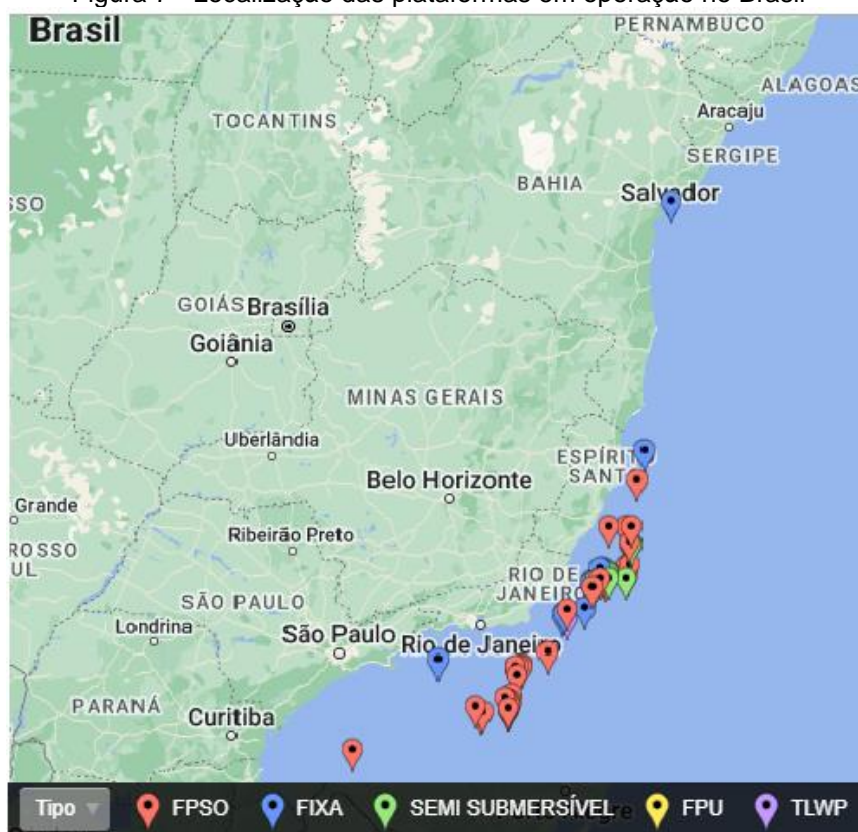 Brasil
PERNAMBUCO
ALAGOAS
Aracaju
TOCANTINS
SERGIPE
BAHIA
SSO
Salvador
GOIÁS
Brasília
Goiânia
MINAS GERAIS
Uberlândia
ESPÍRITO
SANT
Belo Horizonte
Grande
Ribeirão Preto
ROSSO
UL
RIO DE
JANEIRO
SÃO PAULO
Londrina
São Paulo
Rio de Janeiro
PARANÁ
Curitiba
Tipo FPSO FIXA SEMI SUBMERSÍVEL FPU TLWP